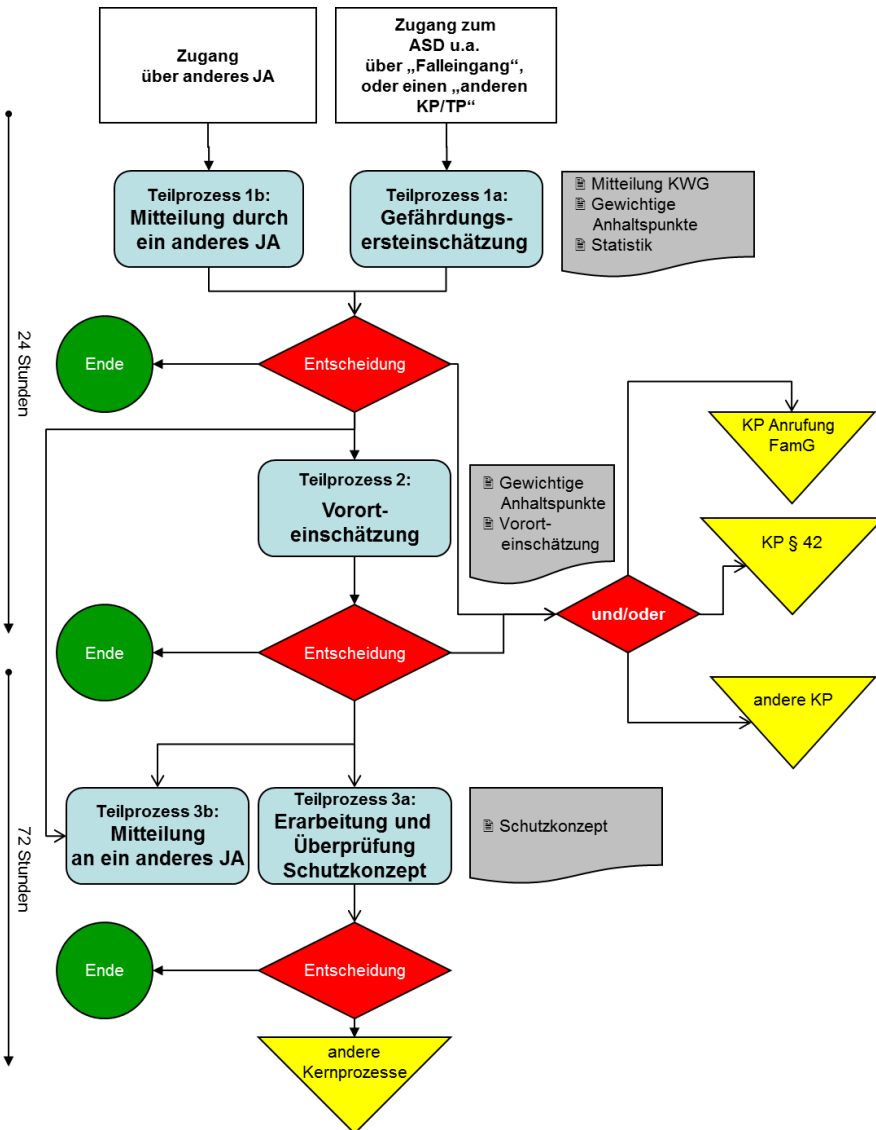 Zugang
über anderes JA
Zugang zum
ASD u.a.
über „Falleingang“,
oder einen „anderen
KP/TP“
Teilprozess 1b:
Mitteilung durch
ein anderes JA
Teilprozess 1a:
Gefährdungs-
ersteinschätzung
Mitteilung KWG
Gewichtige
Anhaltspunkte
Statistik
24 Stunden
Ende
Entscheidung
KP Anrufung
FamG
Teilprozess 2:
Vorort-
einschätzung
Gewichtige
Anhaltspunkte
Vorort-
einschätzung
KP § 42
und/oder
Ende
Entscheidung
andere KP
72 Stunden
Teilprozess 3b:
Mitteilung
an ein anderes JA
Teilprozess 3a:
Erarbeitung und
Überprüfung
Schutzkonzept
Schutzkonzept
Ende
Entscheidung
andere
Kernprozesse